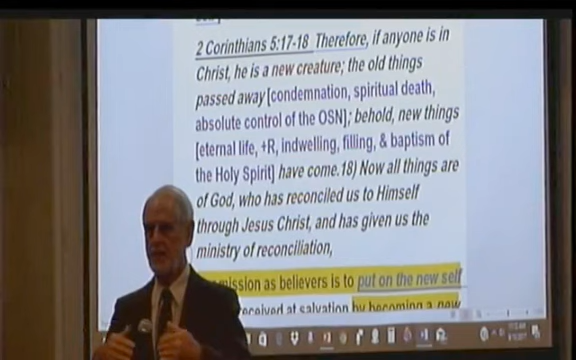 2 Corinthians 5:17-18 Therefore, if anyone is in
Christ, he is a new creature; the old things
passed away[condemnation, spiritual death,
absolute control of the OSN]; behold, new things
[eternal life, +R, indwelling, filling, & baptism of
the Holy Spirit] have come.18) Now all things are
of God, who has reconciled us to Himself
through Jesus Christ, and has given us the
ministry of reconciliation,
as believers is to put on the new self
at salvation by becoming a new